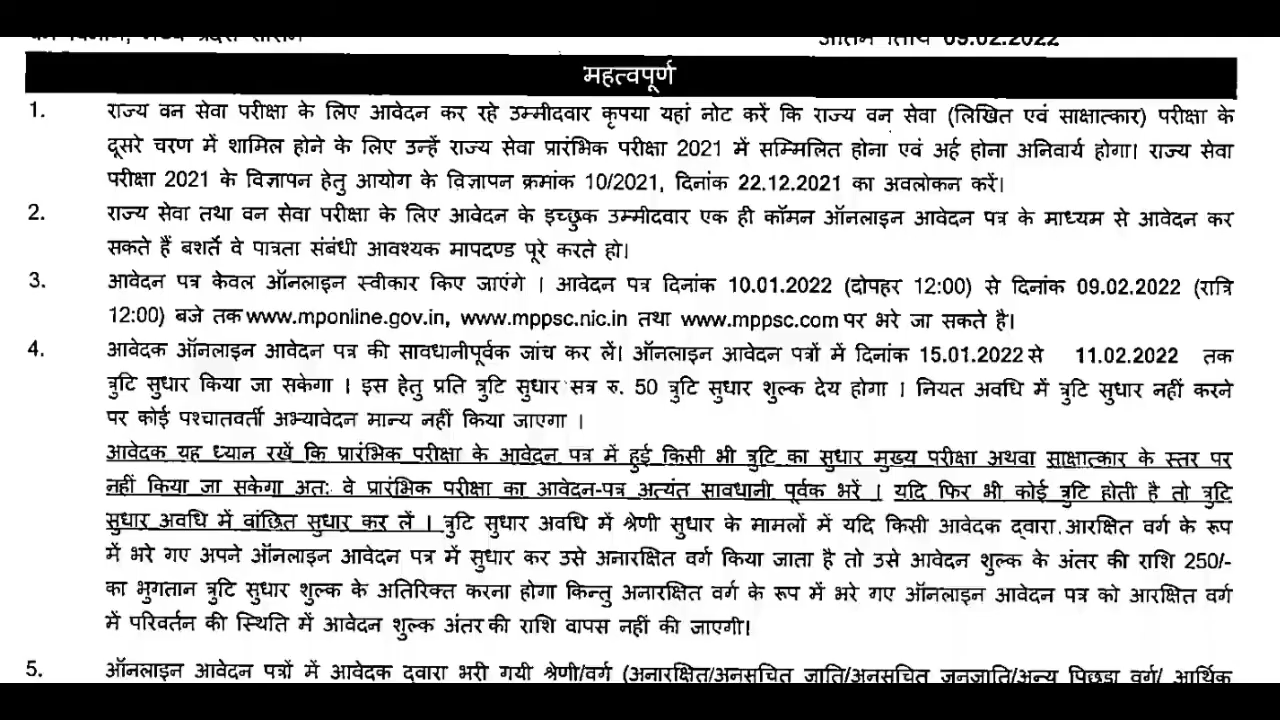 महत्वपूर्ण
1. राज्य वन सेवा परीक्षा के लिए आवेदन कर रहे उम्मीदवार कृपया यहां नोट करें कि राज्य वन सेवा (लिखित एवं साक्षात्कार) परीक्षा के
दूसरे चरण में शामिल होने के लिए उन्हें राज्य सेवा प्रारंभिक परीक्षा 2021 में सम्मिलित होना एवं अर्ह होना अनिवार्य होगा। राज्य सेवा
परीक्षा 2021 के विज्ञापन हेतु आयोग के विज्ञापन क्रमांक 10/2021, दिनांक 22.12.2021 का अवलोकन करें।
2. राज्य सेवा तथा वन सेवा परीक्षा के लिए आवेदन के इच्छुक उम्मीदवार एक ही कॉमन ऑनलाइन आवेदन पत्र के माध्यम से आवेदन कर
सकते हैं बशर्ते वे पात्रता संबंधी आवश्यक मापदण्ड पूरे करते हो।
3. आवेदन पत्र केवल ऑनलाइन स्वीकार किए जाएंगे । आवेदन पत्र दिनांक 10.01.2022 (दोपहर 12:00) से दिनांक 09.02.2022 (रात्रि
12:00) बजे तक www.mponline.gov.in, www.mppsc.nic.in तथा www.mppsc.com पर भरे जा सकते है।
4. आवेदक ऑनलाइन आवेदन पत्र की सावधानीपूर्वक जांच कर लें। ऑनलाइन आवेदन पत्रों में दिनांक 15.01.2022 से 11.02.2022 तक
त्रुटि सुधार किया जा सकेगा । इस हेतु प्रति त्रुटि सुधार सत्र रु. 50 त्रुटि सुधार शुल्क देय होगा । नियत अवधि में त्रुटि सुधार नहीं करने
पर कोई पश्चातवर्ती अभ्यावेदन मान्य नहीं किया जाएगा ।
आवेदक यह ध्यान रखें कि प्रारंभिक परीक्षा के आवेदन पत्र में हुई किसी भी त्रुटि का सुधार मुख्य परीक्षा अथवा साक्षात्कार के स्तर पर
नहीं किया जा सकेगा अतः वे प्रारंभिक परीक्षा का आवेदन-पत्र अत्यंत सावधानी पूर्वक भरें । यदि फिर भी कोई त्रुटि होती है तो त्रुटि
सुधार अवधि में वांछित सुधार कर लें । त्रुटि सुधार अवधि में श्रेणी सुधार के मामलों में यदि किसी आवेदक द्वारा आरक्षित वर्ग के रूप
में भरे गए अपने ऑनलाइन आवेदन पत्र में सुधार कर उसे अनारक्षित वर्ग किया जाता है तो उसे आवेदन शुल्क के अंतर की राशि 250/-
का भुगतान त्रुटि सुधार शुल्क के अतिरिक्त करना होगा किन्तु अनारक्षित वर्ग के रूप में भरे गए ऑनलाइन आवेदन पत्र को आरक्षित वर्ग
में परिवर्तन की स्थिति में आवेदन शुल्क अंतर की राशि वापस नहीं की जाएगी।
5. ऑनलाइन आवेदन पत्रों में आवेदक द्वारा भरी गयी श्रेणी/वर्ग (अनारक्षित/अनुसूचित जाति/अनुसूचित जनजाति/अन्य पिछड़ा वर्ग/ आर्थिक